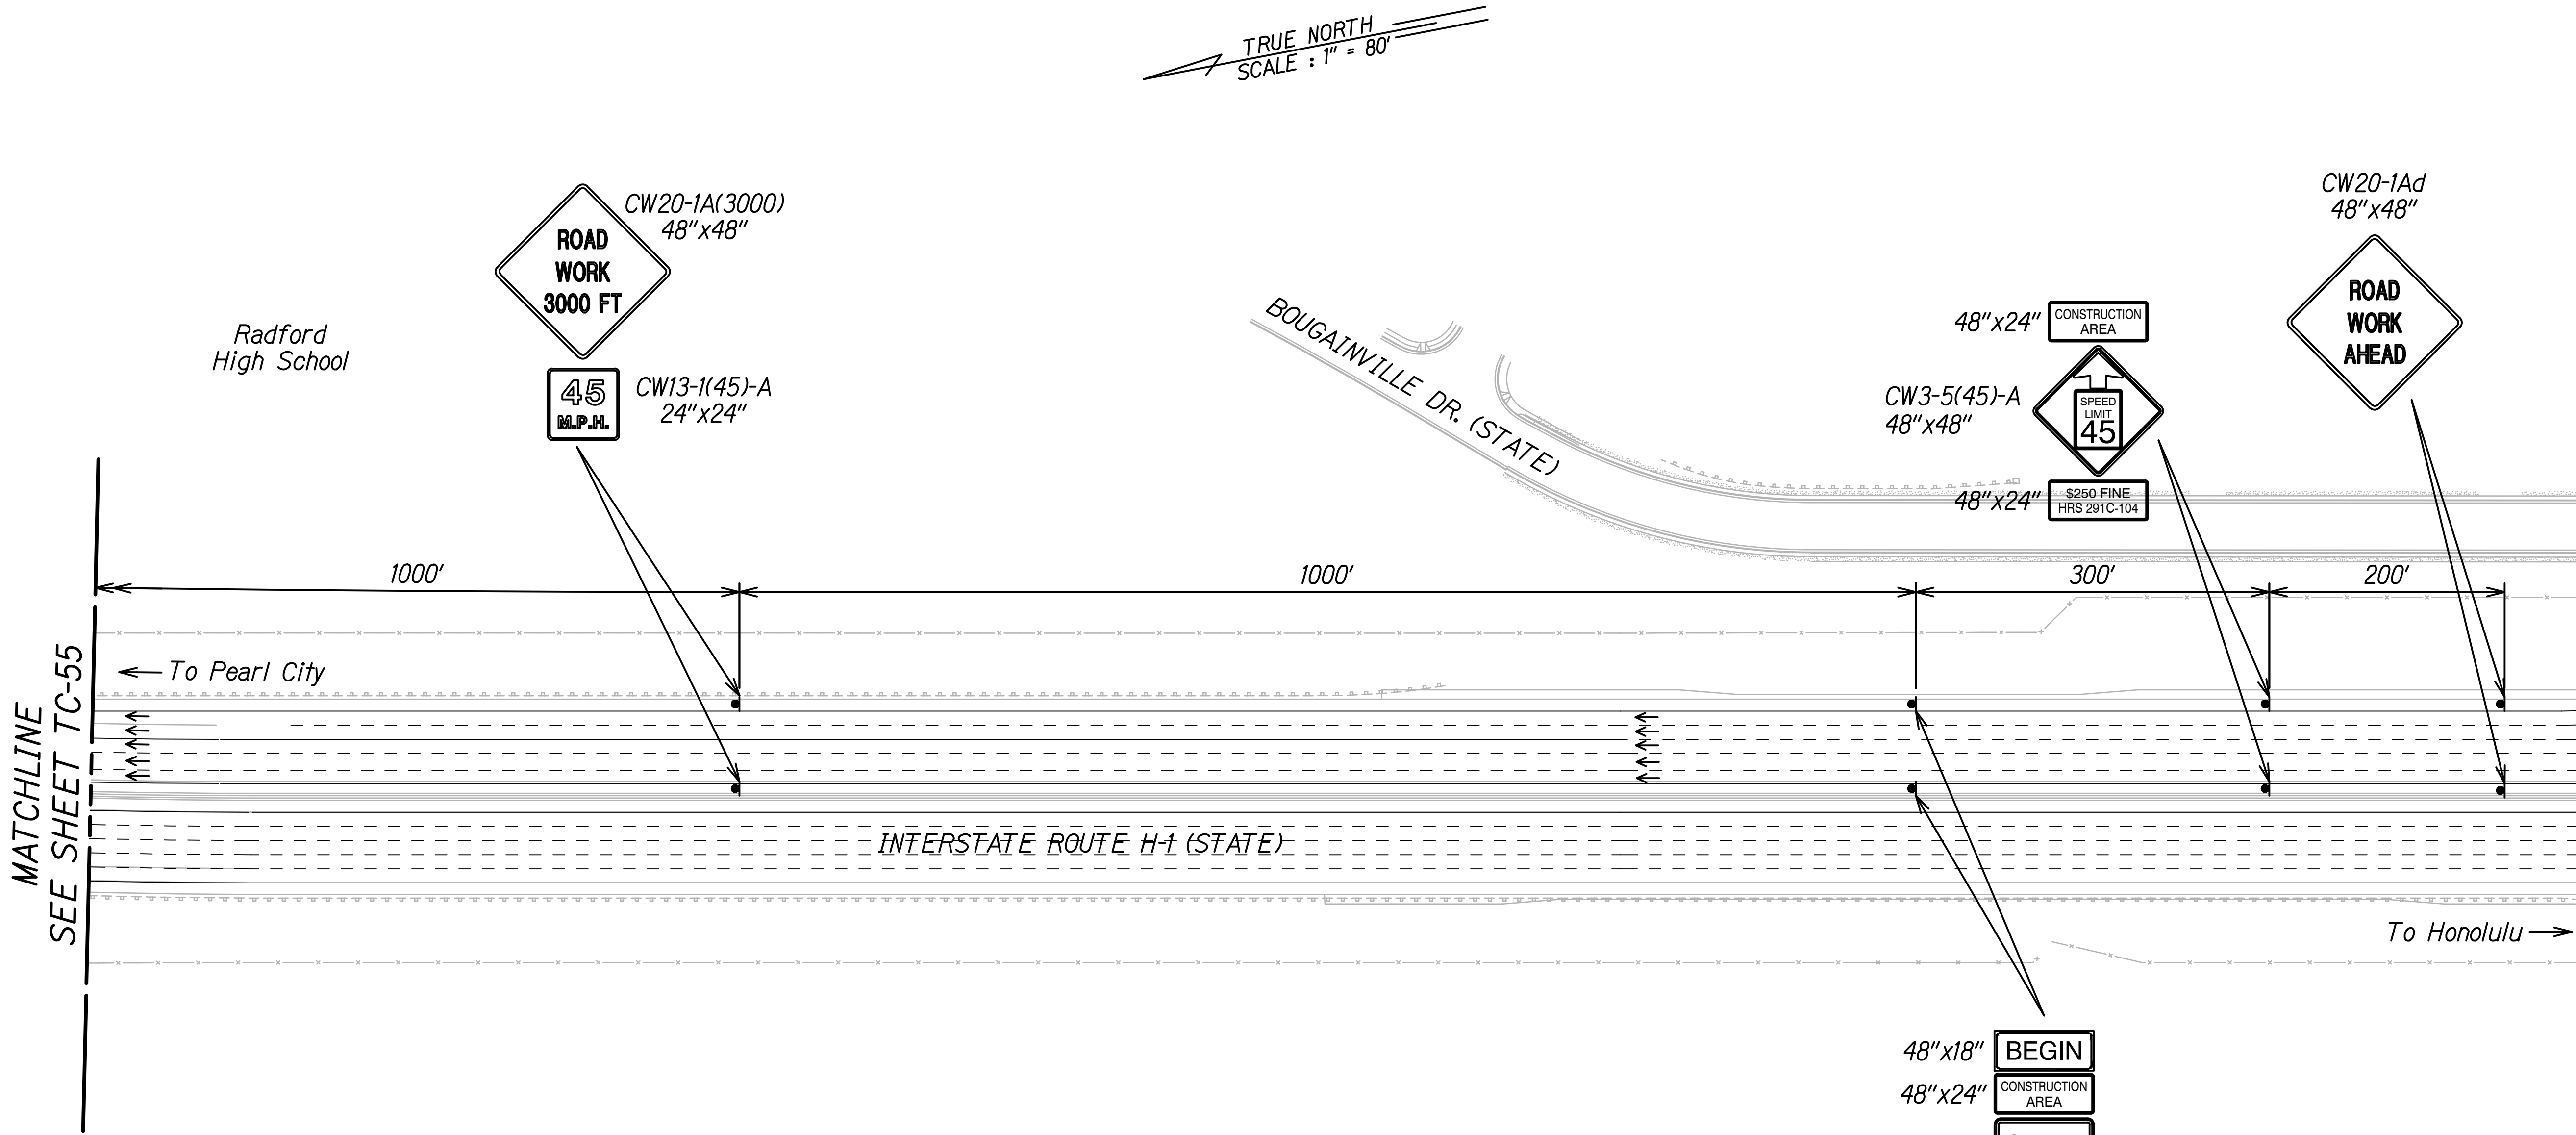 TRUE NORTH
SCALE : 1" = 80'
CW20-1A(3000)
48"x48"
ROAD
WORK
3000 FT
45
M.P.H.
CW13-1(45)-A
24"x24"
Radford
High School
BOUGAINVILLE DR. (STATE)
48"x24"
CONSTRUCTION
AREA
CW3-5(45)-A
48"x48"
SPEED
LIMIT
45
48"x24"
$250 FINE
HRS 291C-104
CW20-1Ad
48"x48"
ROAD
WORK
AHEAD
1000'
1000'
300'
200'
To Pearl City
MATCHLINE
SEE SHEET TC-55
INTERSTATE ROUTE H-1 (STATE)
To Honolulu
48"x18"
BEGIN
48"x24"
CONSTRUCTION
AREA